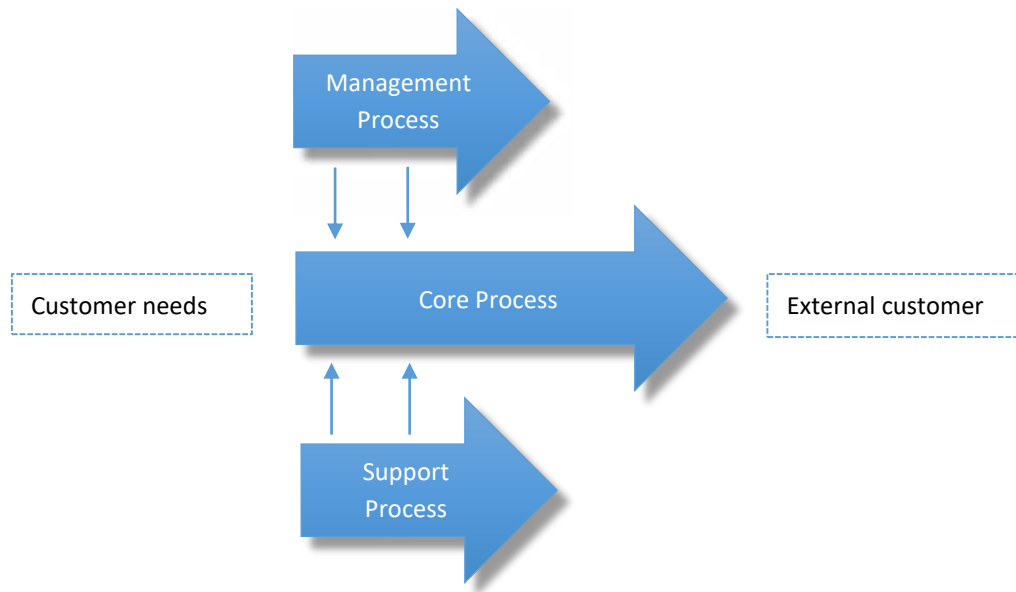 Management
Process
Customer needs
Core Process
External customer
Support
Process